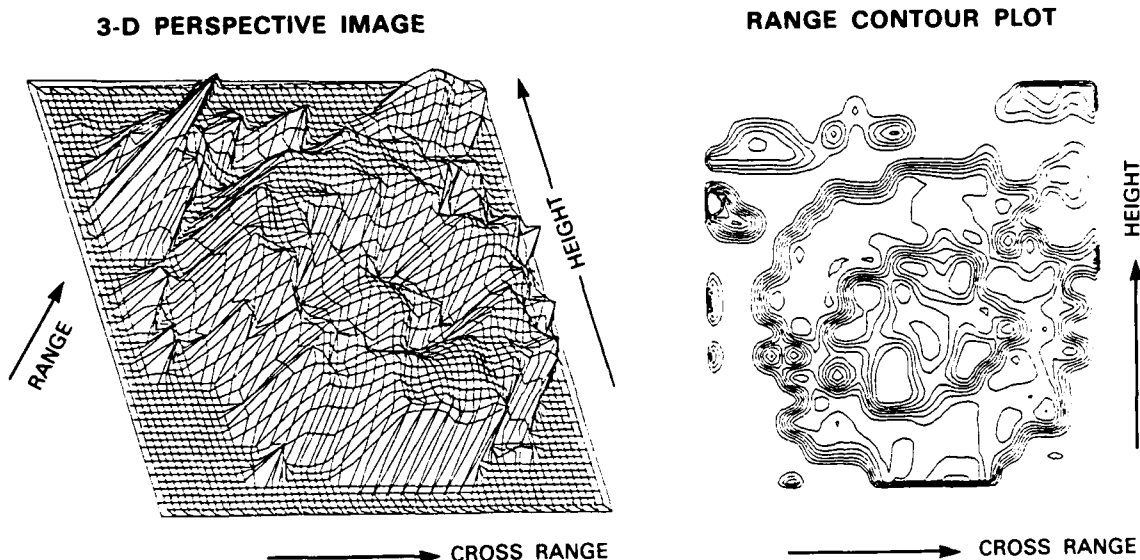 3-D PERSPECTIVE IMAGE
RANGE CONTOUR PLOT
HEIGHT
RANGE
CROSS RANGE
HEIGHT
CROSS RANGE